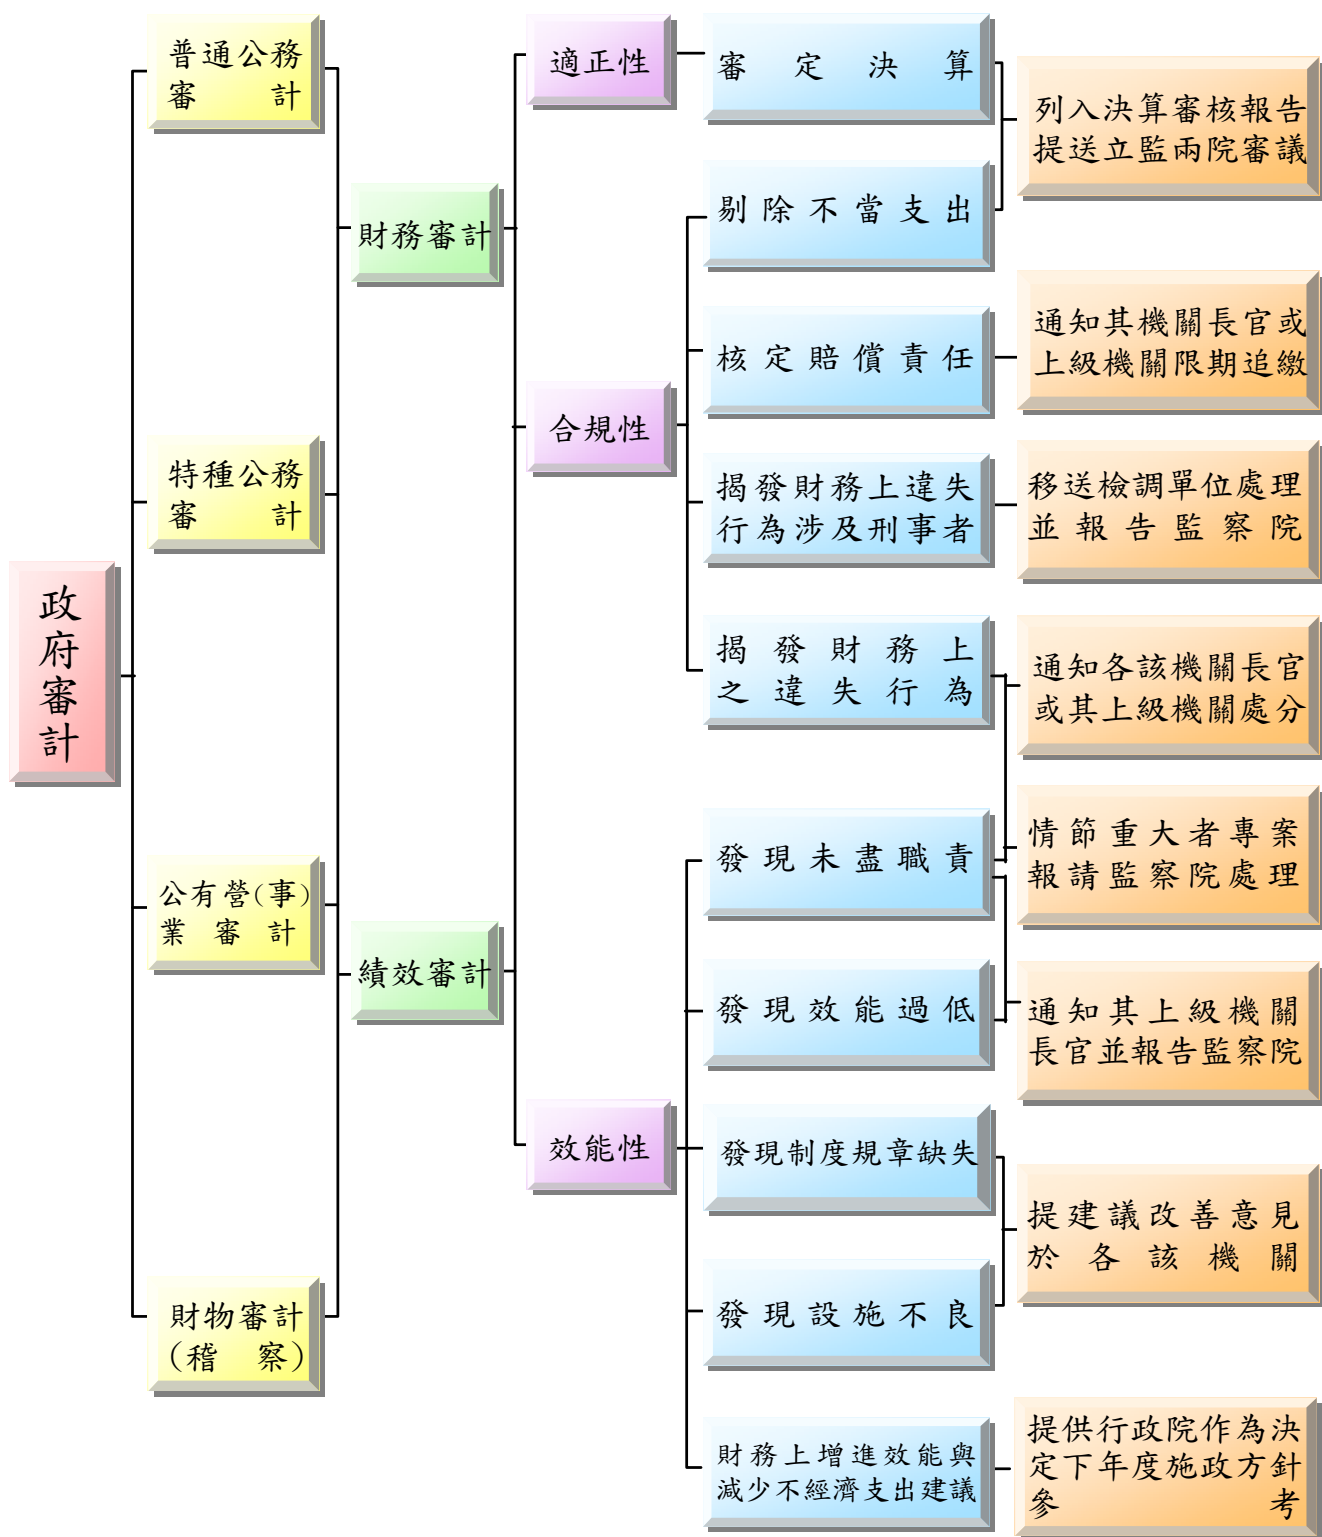 政府審計
普通公務
審計
特種公務
審計
公有營(事)
業審計
財物審計
(稽察)
財務審計
績效審計
適正性
合規性
效能性
審定決算
剔除不當支出
核定賠償責任
揭發財務上違失
行為涉及刑事者
揭發財務上
之違失行為
發現未盡職責
發現效能過低
發現制度規章缺失
發現設施不良
財務上增進效能與
減少不經濟支出建議
列入決算審核報告
提送立監兩院審議
通知其機關長官或
上級機關限期追繳
移送檢調單位處理
並報告監察院
通知各該機關長官
或其上級機關處分
情節重大者專案
報請監察院處理
通知其上級機關
長官並報告監察院
提建議改善意見
於各該機關
提供行政院作為決
定下年度施政方針
參考